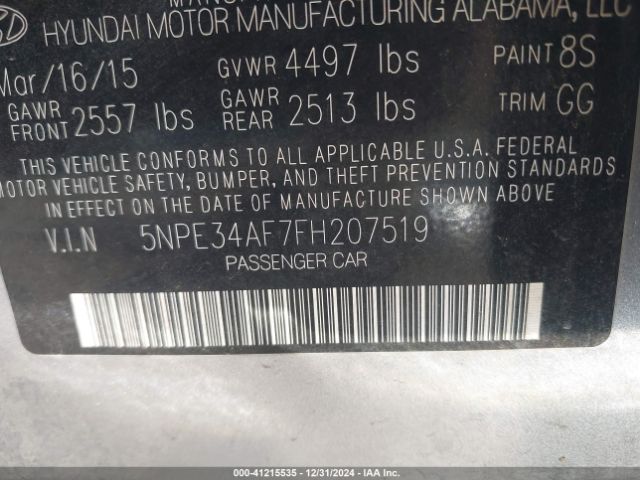 HYUNDAI MOTOR MANUFACTURING ALABAMA, LLC
Mar/16/15 GVWR 4497 lbs PAINT 8S
GAWR FRONT 2557 lbs GAWR REAR 2513 lbs TRIM GG
THIS VEHICLE CONFORMS TO ALL APPLICABLE U.S.A. FEDERAL
MOTOR VEHICLE SAFETY, BUMPER, AND THEFT PREVENTION STANDARDS
IN EFFECT ON THE DATE OF MANUFACTURE SHOWN ABOVE
V.I.N 5NPE34AF7FH207519
PASSENGER CAR
000-41215535 - 12/31/2024 - IAA Inc.